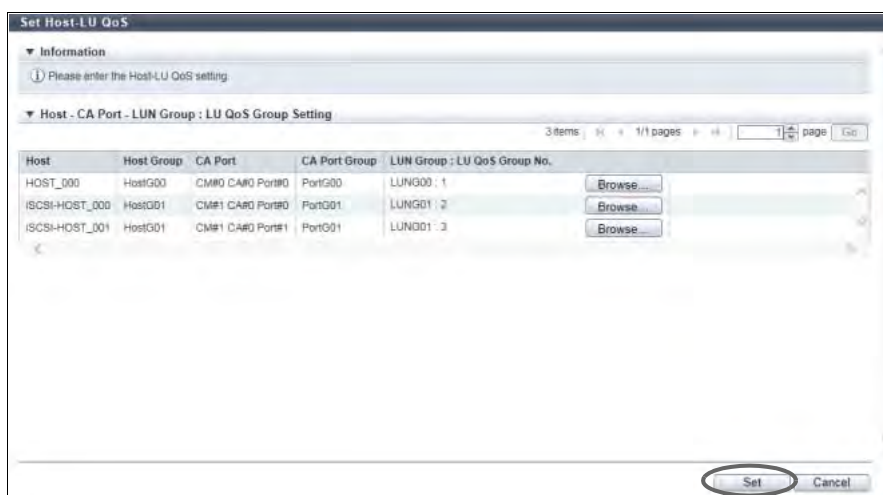 Set Host-LU QoS
▼ Information
i Please enter the Host-LU QoS setting.
▼ Host - CA Port - LUN Group : LU QoS Group Setting
3 items 1/1 pages 1 page Go
Host Host Group CA Port CA Port Group LUN Group : LU QoS Group No.
HOST_000 HostG00 CM#0 CA#0 Port#0 PortG00 LUNG00 : 1 Browse...
ISCSI-HOST_000 HostG01 CM#1 CA#0 Port#0 PortG01 LUNG01 : 2 Browse...
ISCSI-HOST_001 HostG01 CM#1 CA#0 Port#1 PortG01 LUNG01 : 3 Browse...
Set Cancel